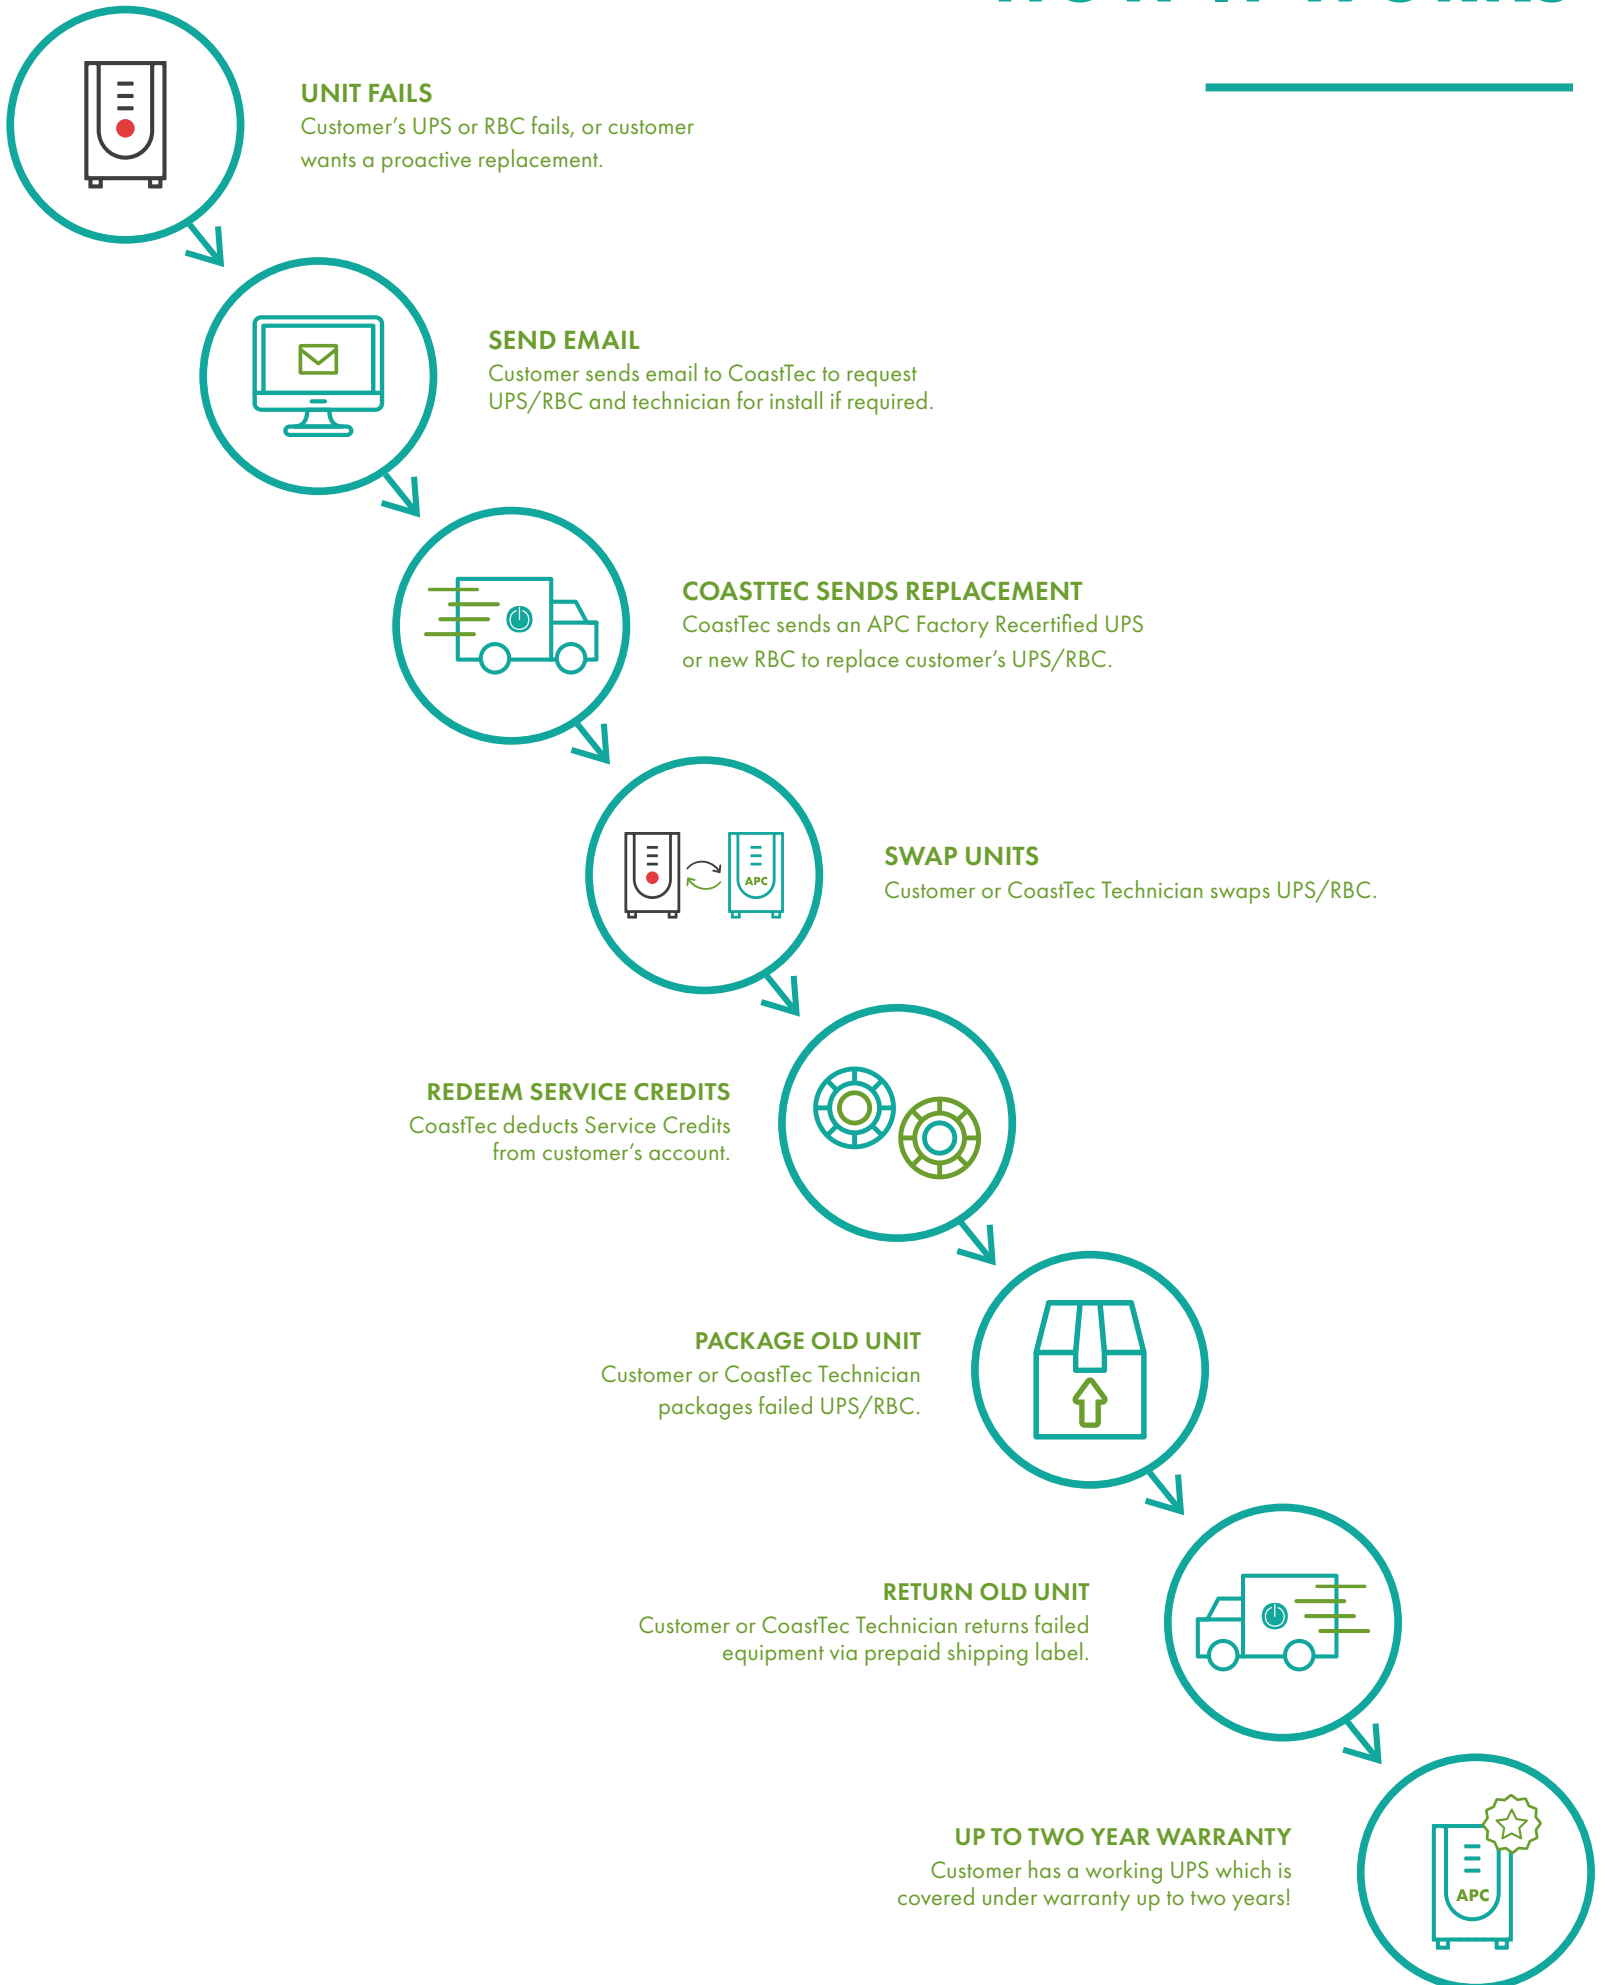 HOW IT WORKS
UNIT FAILS
Customer's UPS or RBC fails, or customer
wants a proactive replacement.
SEND EMAIL
Customer sends email to CoastTec to request
UPS/RBC and technician for install if required.
COASTTEC SENDS REPLACEMENT
CoastTec sends an APC Factory Recertified UPS
or new RBC to replace customer's UPS/RBC.
APC
SWAP UNITS
Customer or CoastTec Technician swaps UPS/RBC.
REDEEM SERVICE CREDITS
CoastTec deducts Service Credits
from customer's account.
PACKAGE OLD UNIT
Customer or CoastTec Technician
packages failed UPS/RBC.
RETURN OLD UNIT
Customer or CoastTec Technician returns failed
equipment via prepaid shipping label.
UP TO TWO YEAR WARRANTY
Customer has a working UPS which is
covered under warranty up to two years!
APC